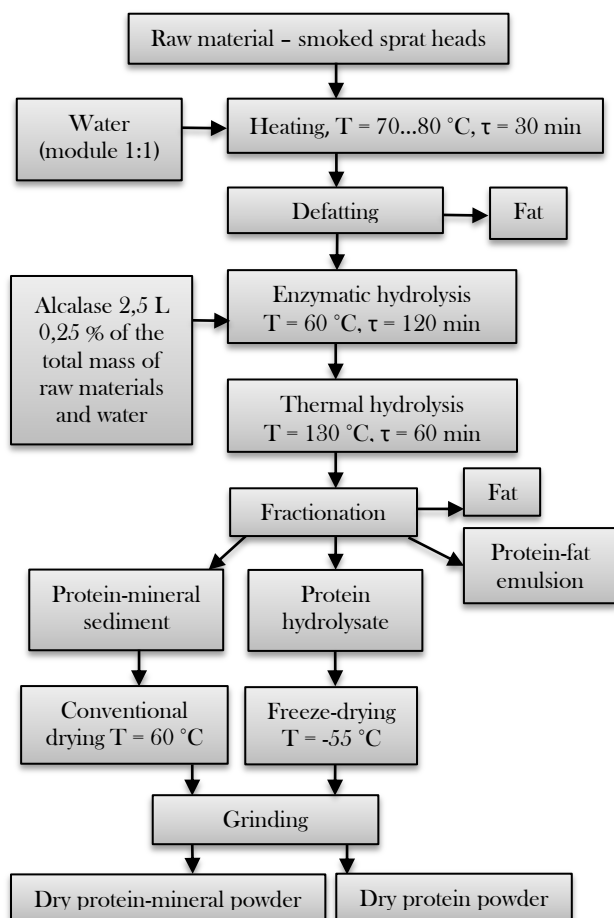 Raw material – smoked sprat heads
Water
(module 1:1)
Heating, T = 70...80 °C, τ = 30 min
Defatting
Fat
Alcalase 2,5 L
0,25 % of the
total mass of
raw materials
and water
Enzymatic hydrolysis
T = 60 °C, τ = 120 min
Thermal hydrolysis
T = 130 °C, τ = 60 min
Fractionation
Fat
Protein-fat
emulsion
Protein-mineral
sediment
Protein
hydrolysate
Conventional
drying T = 60 °C
Freeze-drying
T = -55 °C
Grinding
Dry protein-mineral powder
Dry protein powder